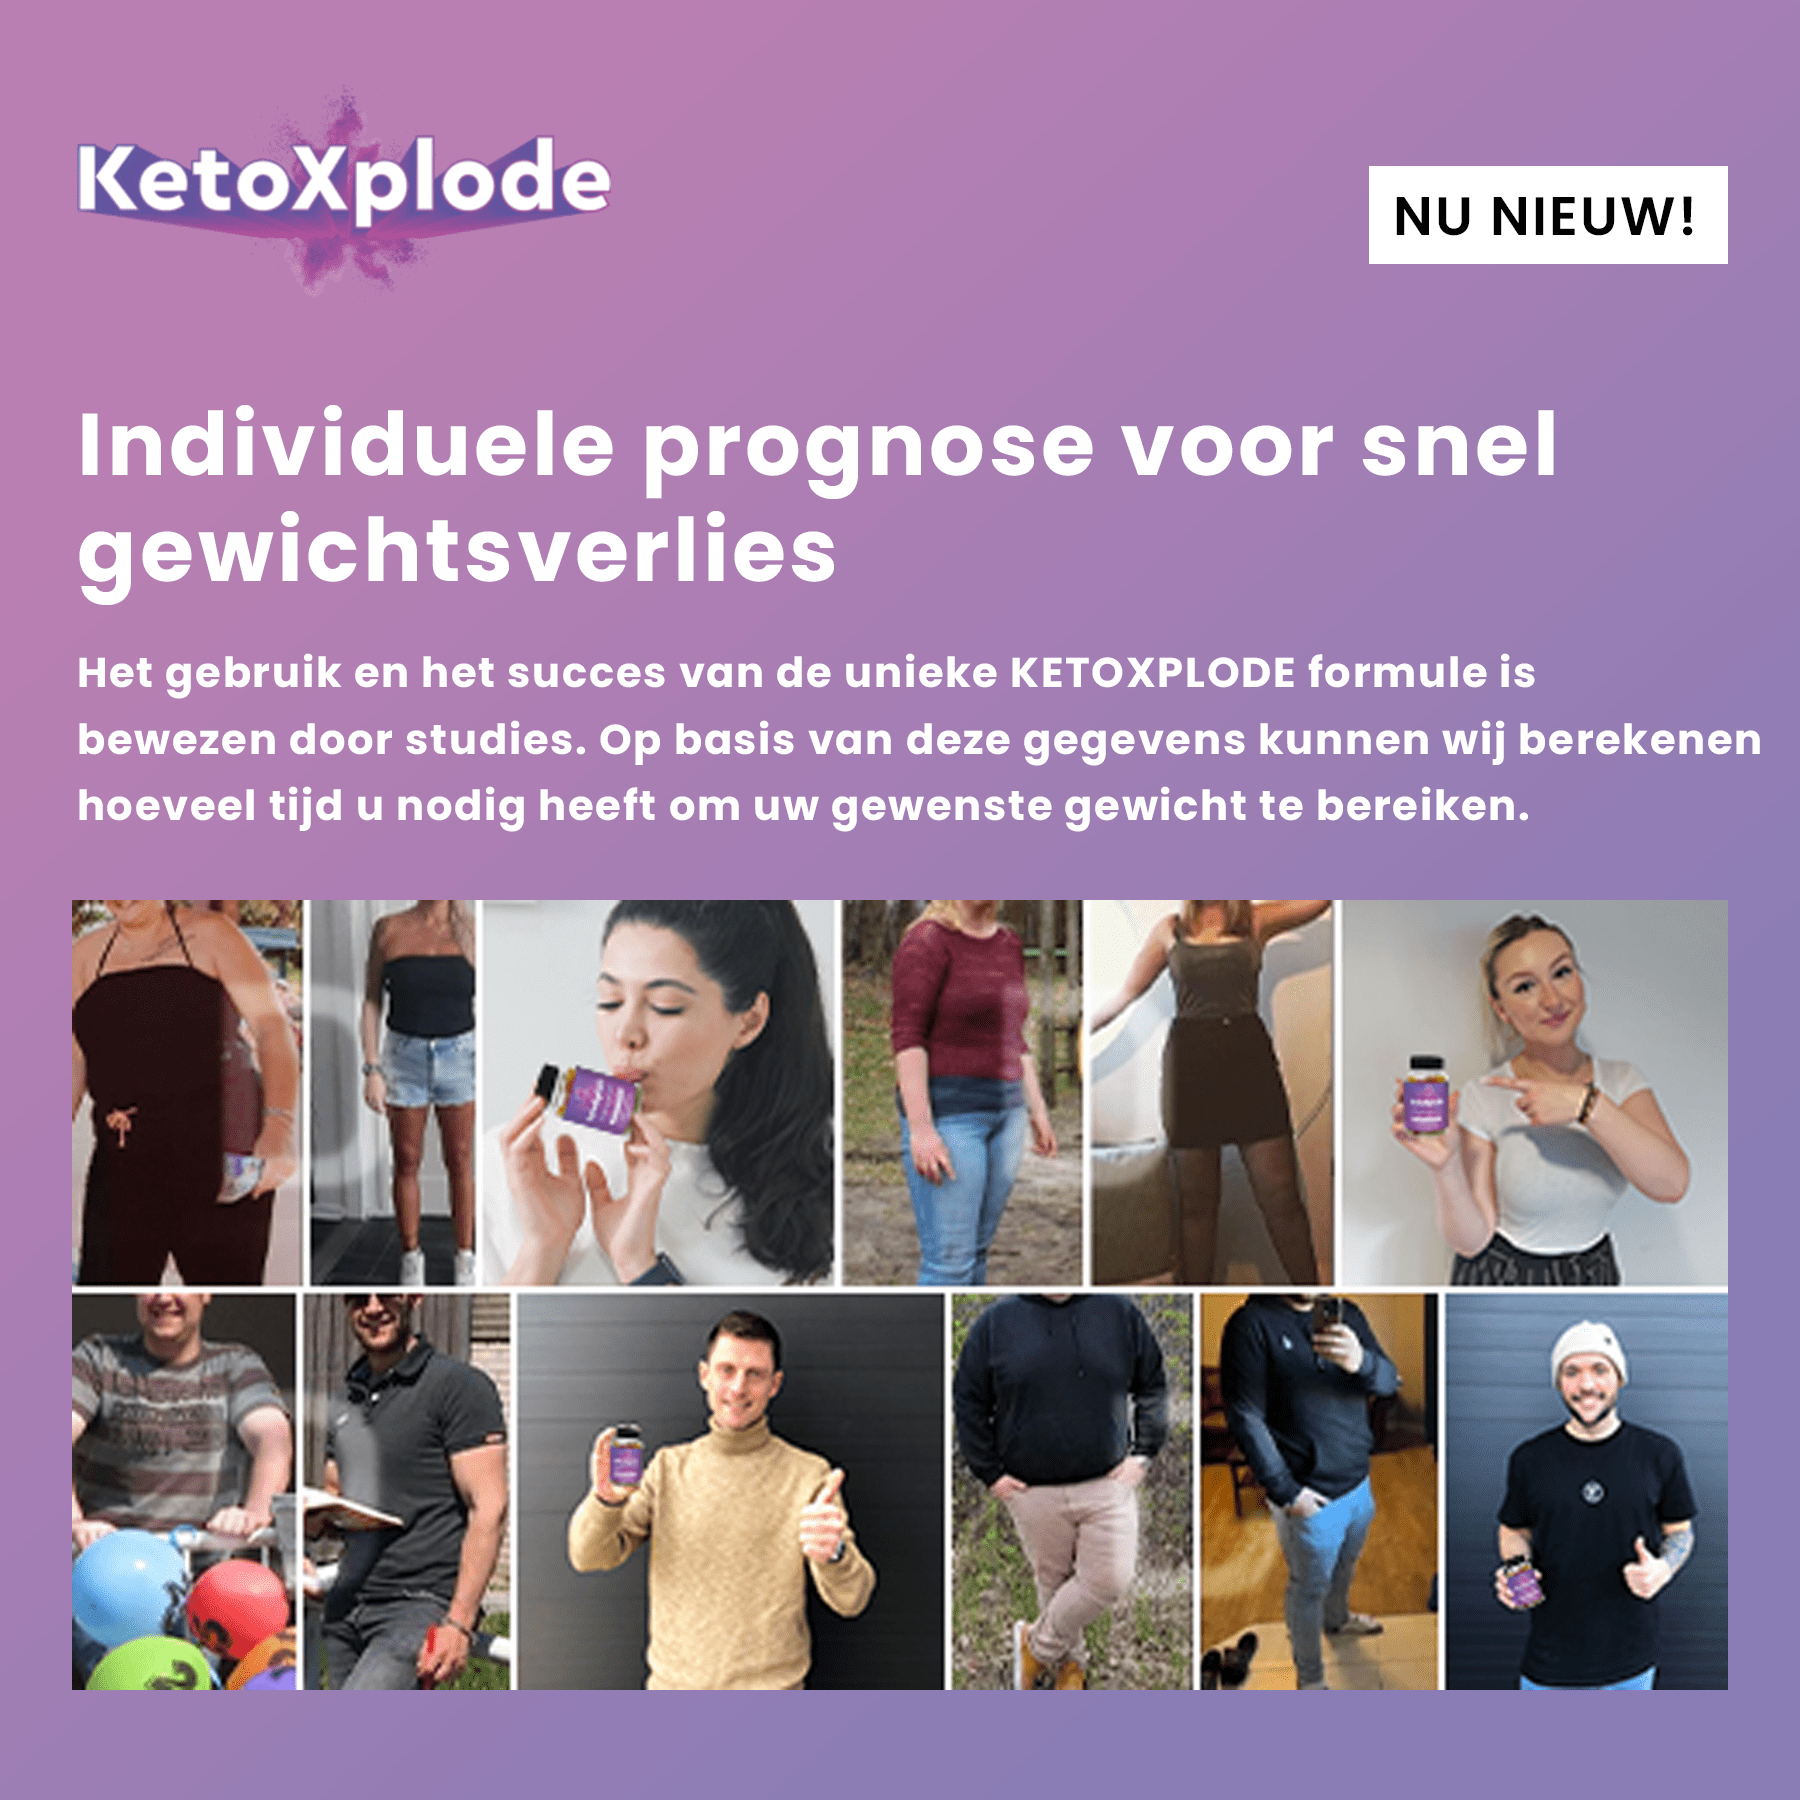 KetoXplode
NU NIEUW!
Individuele prognose voor snel
gewichtsverlies
Het gebruik en het succes van de unieke KETOXPLODE formule is
bewezen door studies. Op basis van deze gegevens kunnen wij berekenen
hoeveel tijd u nodig heeft om uw gewenste gewicht te bereiken.